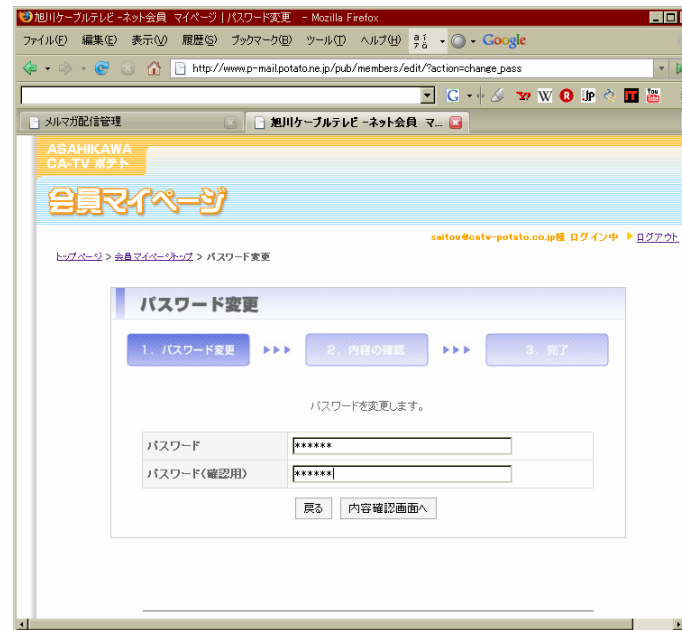 旭川ケーブルテレビ -ネット会員 マイページ | パスワード変更 - Mozilla Firefox
ファイル(F) 編集(E) 表示(V) 履歴(S) ブックマーク(B) ツール(T) ヘルプ(H) Google
http://www.p-mail.potato.ne.jp/pub/members/edit/?action=change_pass
G W R JP IT You Tube
メルマガ配信管理 旭川ケーブルテレビ -ネット会員 マ...
ASAHIKAWA
CA-TV ポテト
会員マイページ
saitou@catv-potato.co.jp様 ログイン中 ログアウト
トップページ > 会員マイページトップ > パスワード変更
パスワード変更
1. パスワード変更 2. 内容の確認 3. 完了
パスワードを変更します。
パスワード ******
パスワード(確認用) ******
戻る 内容確認画面へ